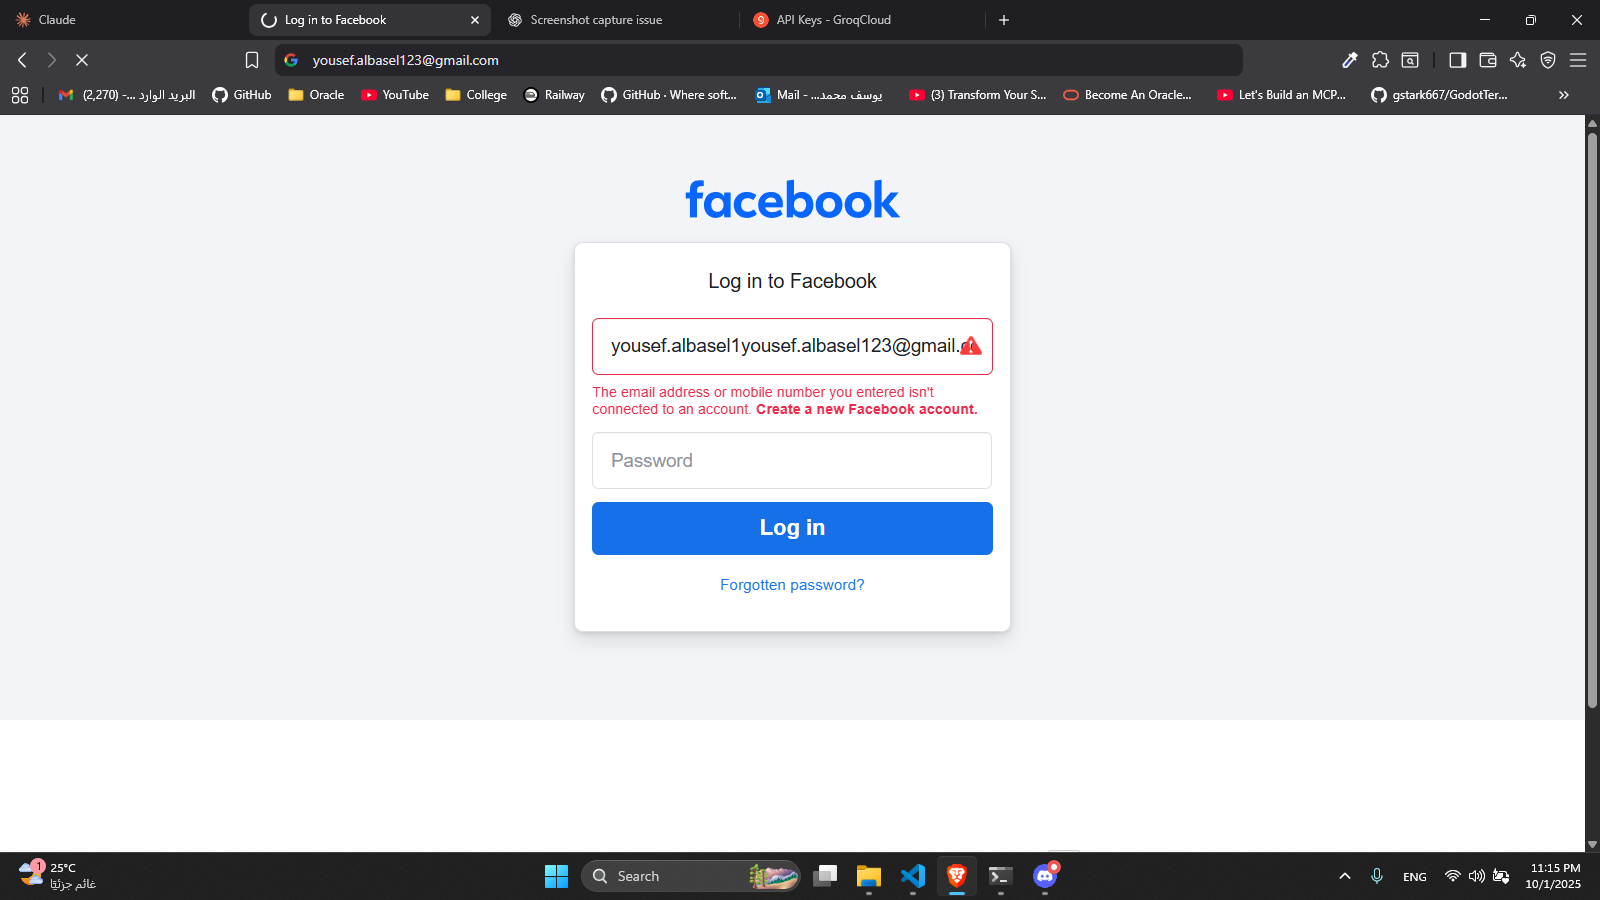 Claude
Log in to Facebook
Screenshot capture issue
API Keys - GroqCloud
yousef.albasel123@gmail.com
البريد الوارد ...- (2,270)
GitHub
Oracle
YouTube
College
Railway
GitHub · Where soft...
Mail - يوسف محمد...
(3) Transform Your S...
Become An Oracle...
Let's Build an MCP...
gstark667/GodotTer...
facebook
Log in to Facebook
yousef.albasel1yousef.albasel123@gmail.
The email address or mobile number you entered isn't
connected to an account. Create a new Facebook account.
Password
Log in
Forgotten password?
1
25°C
غائم جزئيًا
Search
ENG
11:15 PM
10/1/2025